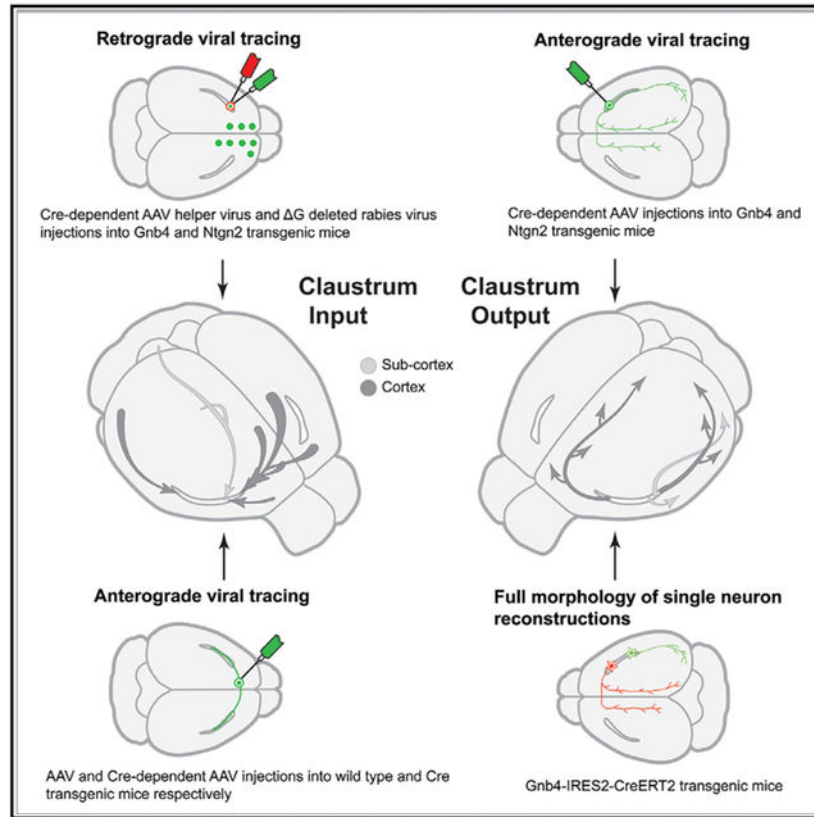 Retrograde viral tracing
Cre-dependent AAV helper virus and ΔG deleted rabies virus
injections into Gnb4 and Ntgn2 transgenic mice
Anterograde viral tracing
Cre-dependent AAV injections into Gnb4 and
Ntgn2 transgenic mice
Claustrum
Input
Claustrum
Output
Sub-cortex
Cortex
Anterograde viral tracing
AAV and Cre-dependent AAV injections into wild type and Cre
transgenic mice respectively
Full morphology of single neuron
reconstructions
Gnb4-IRES2-CreERT2 transgenic mice